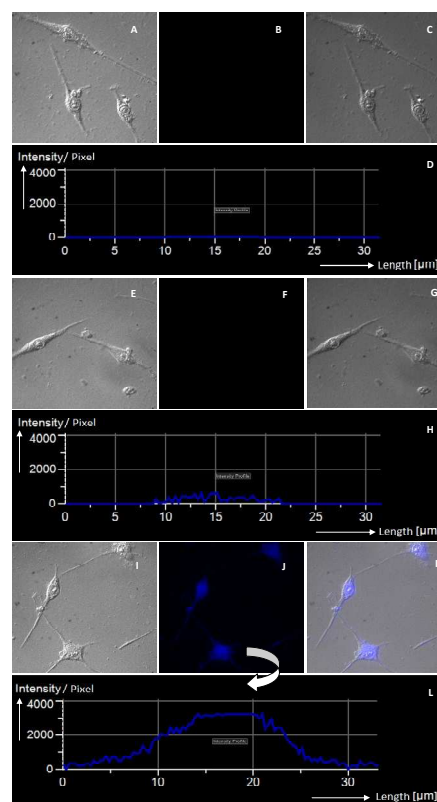 A
B
C
Intensity/ Pixel
D
4000
2000
0
Intensity Profile
0 5 10 15 20 25 30
Length [µm]
E
F
G
Intensity/ Pixel
H
4000
2000
0
Intensity Profile
0 5 10 15 20 25 30
Length [µm
I
J
Intensity/ Pixel
L
4000
2000
0
Intensity Profile
0 10 20 30
Length [µm